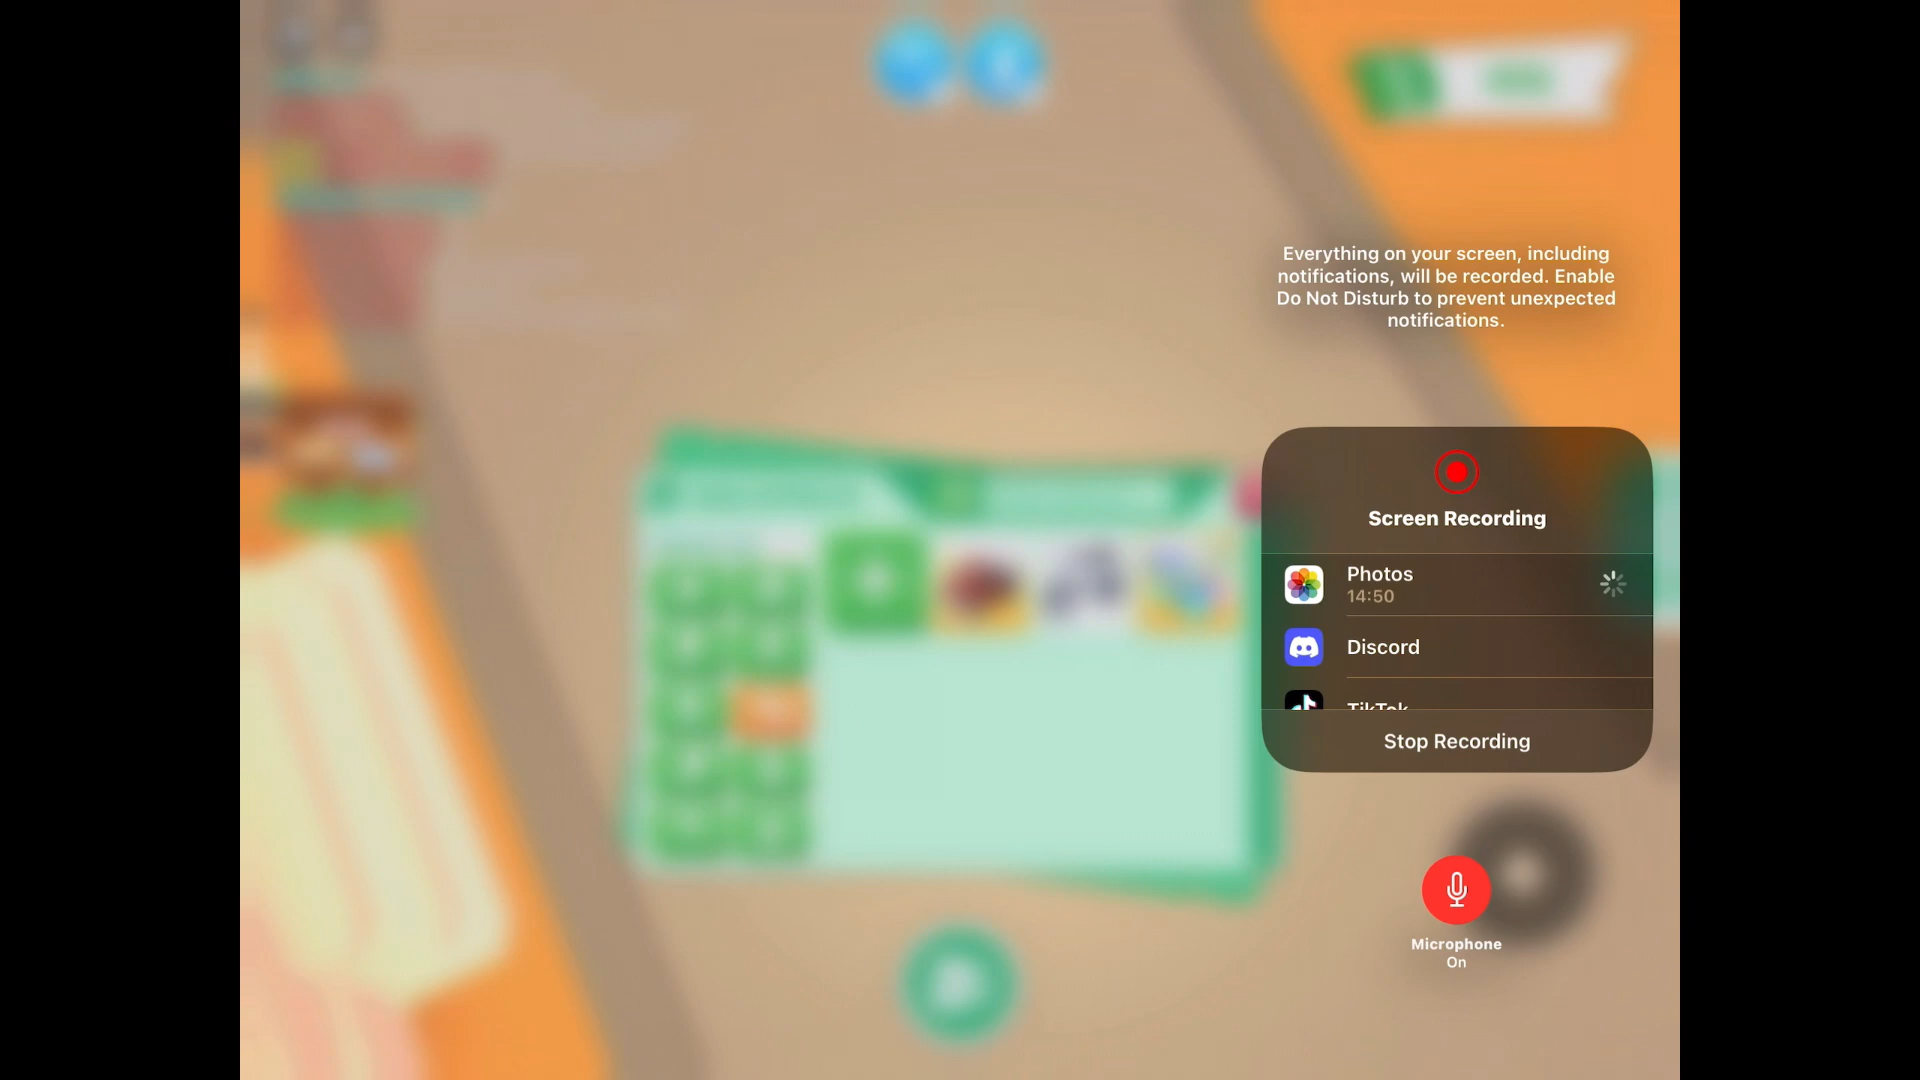 Everything on your screen, including
notifications, will be recorded. Enable
Do Not Disturb to prevent unexpected
notifications.
Screen Recording
Photos
14:50
Discord
TikTok
Stop Recording
Microphone
On